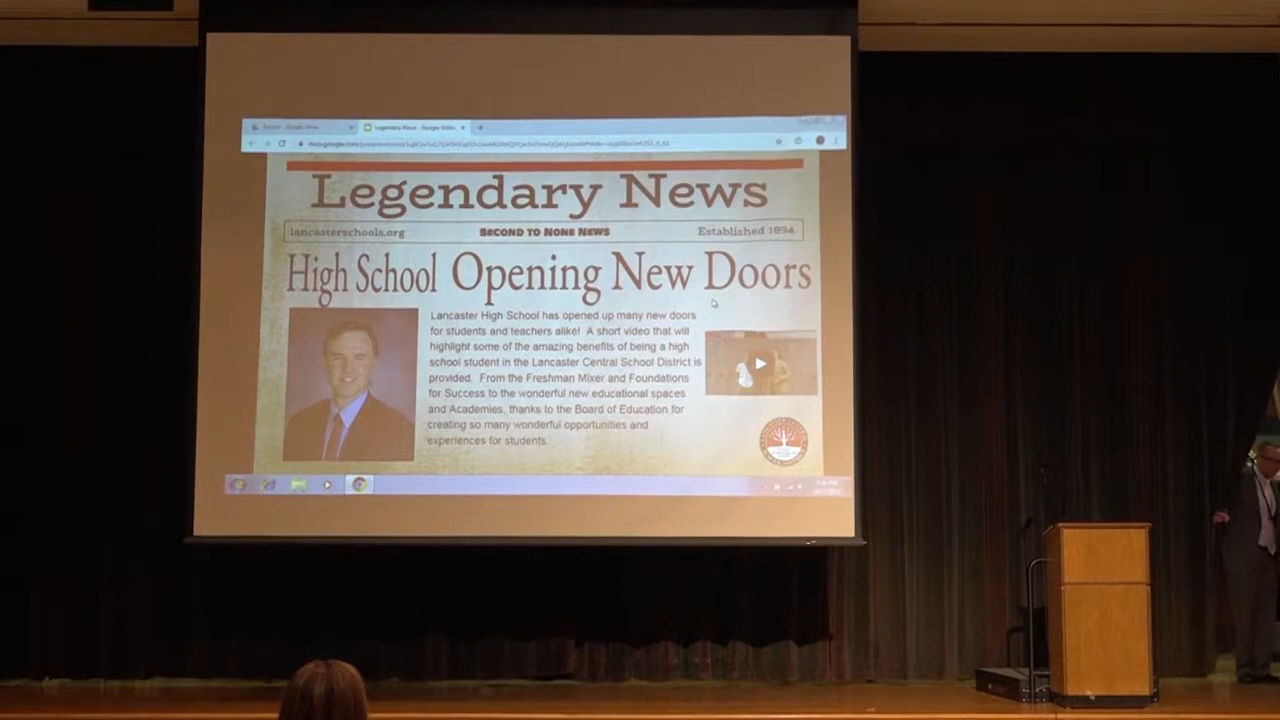 Legendary News - Google Slides
Legendary News
lancasterschools.org
SECOND TO NONE NEWS
Established 1894
High School Opening New Doors
Lancaster High School has opened up many new doors
for students and teachers alike! A short video that will
highlight some of the amazing benefits of being a high
school student in the Lancaster Central School District is
provided. From the Freshman Mixer and Foundations
for Success to the wonderful new educational spaces
and Academies, thanks to the Board of Education for
creating so many wonderful opportunities and
experiences for students.